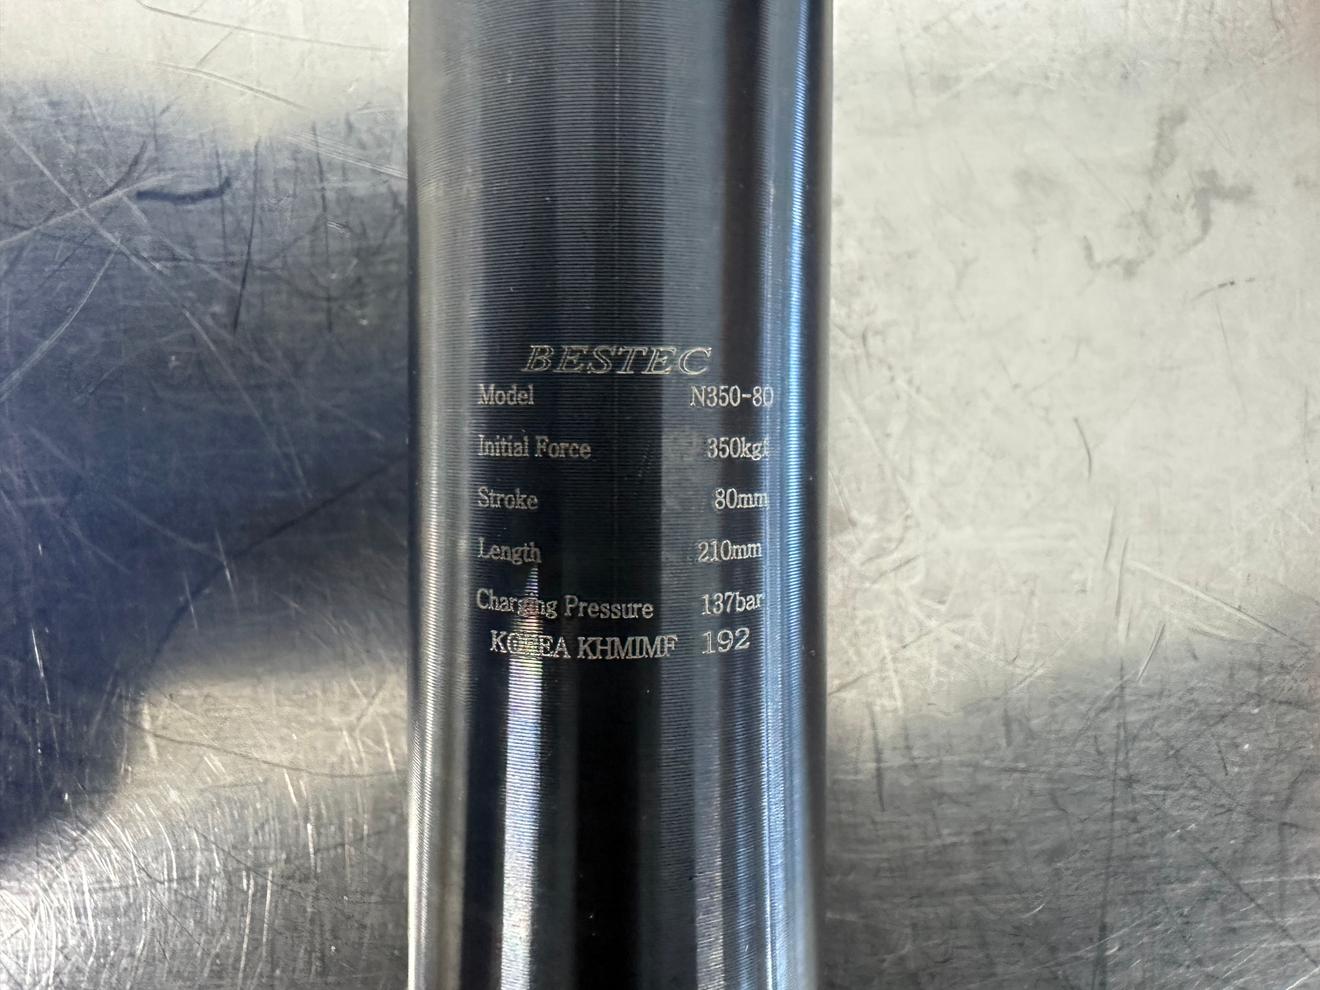 BESTEC
Model N350-80
Initial Force 350kgf
Stroke 80mm
Length 210mm
Charging Pressure 137bar
KOREA KHMIMF 192